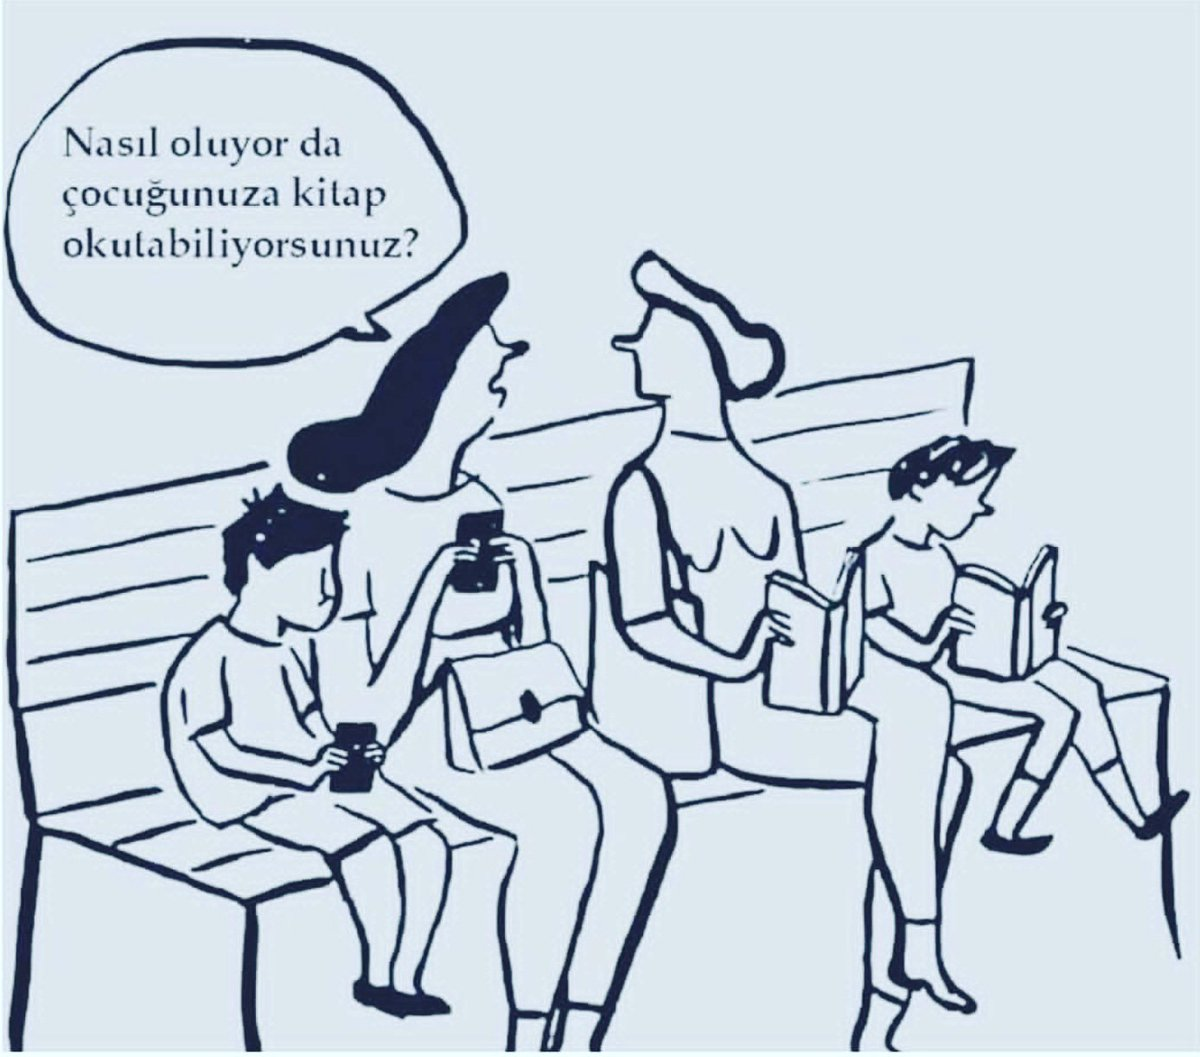 Nasıl oluyor da
çocuğunuza kitap
okutabiliyorsunuz?